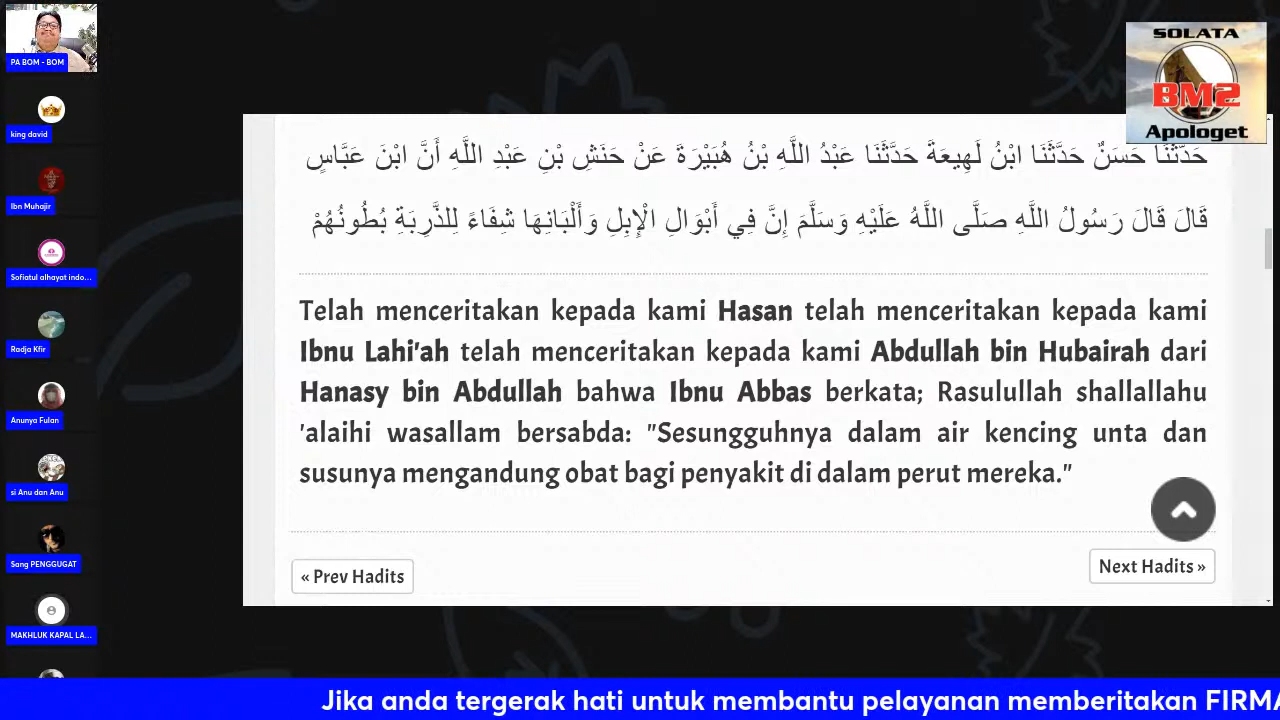 PA BOM - BOM
king david
Ibn Muhajir
Sofiatul alhayat indo...
Radja Kfir
Anunya Fulan
si Anu dan Anu
Sang PENGGUGAT
MAKHLUK KAPAL LA...
SOLATA
BM2
Apologet
حَدَّثَنَا حَسَنٌ حَدَّثَنَا ابْنُ لَهِيعَةَ حَدَّثَنَا عَبْدُ اللَّهِ بْنُ هُبَيْرَةَ عَنْ حَنَشِ بْنِ عَبْدِ اللَّهِ أَنَّ ابْنَ عَبَّاسٍ
قَالَ قَالَ رَسُولُ اللَّهِ صَلَّى اللَّهُ عَلَيْهِ وَسَلَّمَ إِنَّ فِي أَبْوَالِ الْإِبِلِ وَأَلْبَانِهَا شِفَاءً لِلذَّرِبَةِ بُطُونُهُمْ
Telah menceritakan kepada kami Hasan telah menceritakan kepada kami
Ibnu Lahi'ah telah menceritakan kepada kami Abdullah bin Hubairah dari
Hanasy bin Abdullah bahwa Ibnu Abbas berkata; Rasulullah shallallahu
'alaihi wasallam bersabda: "Sesungguhnya dalam air kencing unta dan
susunya mengandung obat bagi penyakit di dalam perut mereka."
« Prev Hadits
Next Hadits »
Jika anda tergerak hati untuk membantu pelayanan memberitakan FIRMA